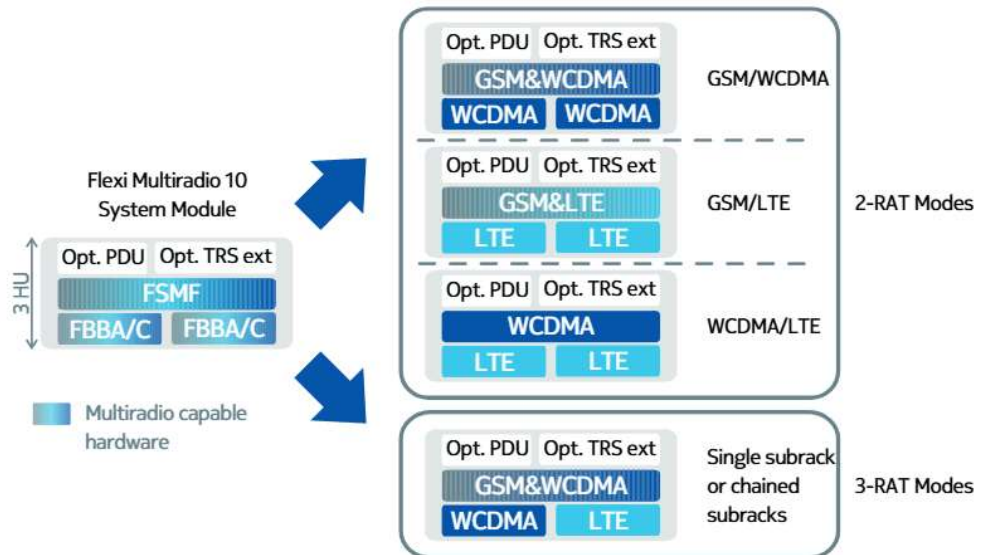 Flexi Multiradio 10
System Module
3 HU
Opt. PDU Opt. TRS ext
FSMF
FBBA/C FBBA/C
Multiradio capable
hardware
Opt. PDU Opt. TRS ext
GSM&WCDMA
WCDMA WCDMA
GSM/WCDMA
Opt. PDU Opt. TRS ext
GSM&LTE
LTE LTE
GSM/LTE
2-RAT Modes
Opt. PDU Opt. TRS ext
WCDMA
LTE LTE
WCDMA/LTE
Opt. PDU Opt. TRS ext
GSM&WCDMA
WCDMA LTE
Single subrack
or chained
subracks
3-RAT Modes